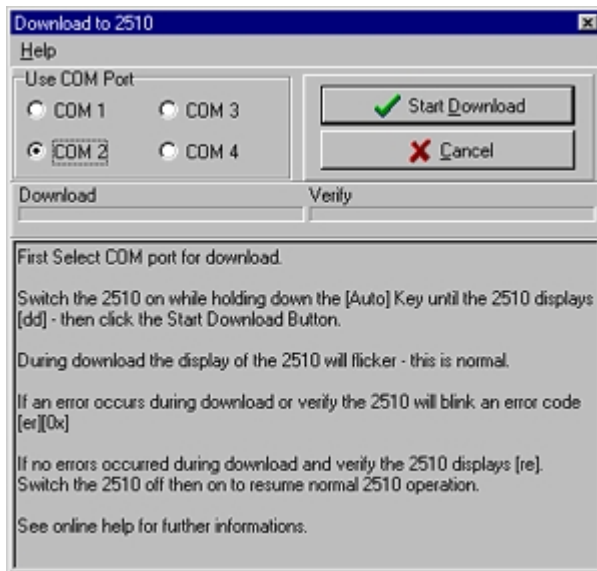 Download to 2510
Help
Use COM Port
COM 1
COM 3
COM 2
COM 4
Start Download
Cancel
Download
Verify
First Select COM port for download.
Switch the 2510 on while holding down the [Auto] Key until the 2510 displays
[dd] - then click the Start Download Button.
During download the display of the 2510 will flicker - this is normal.
If an error occurs during download or verify the 2510 will blink an error code
[er][0x]
If no errors occurred during download and verify the 2510 displays [re].
Switch the 2510 off then on to resume normal 2510 operation.
See online help for further informations.